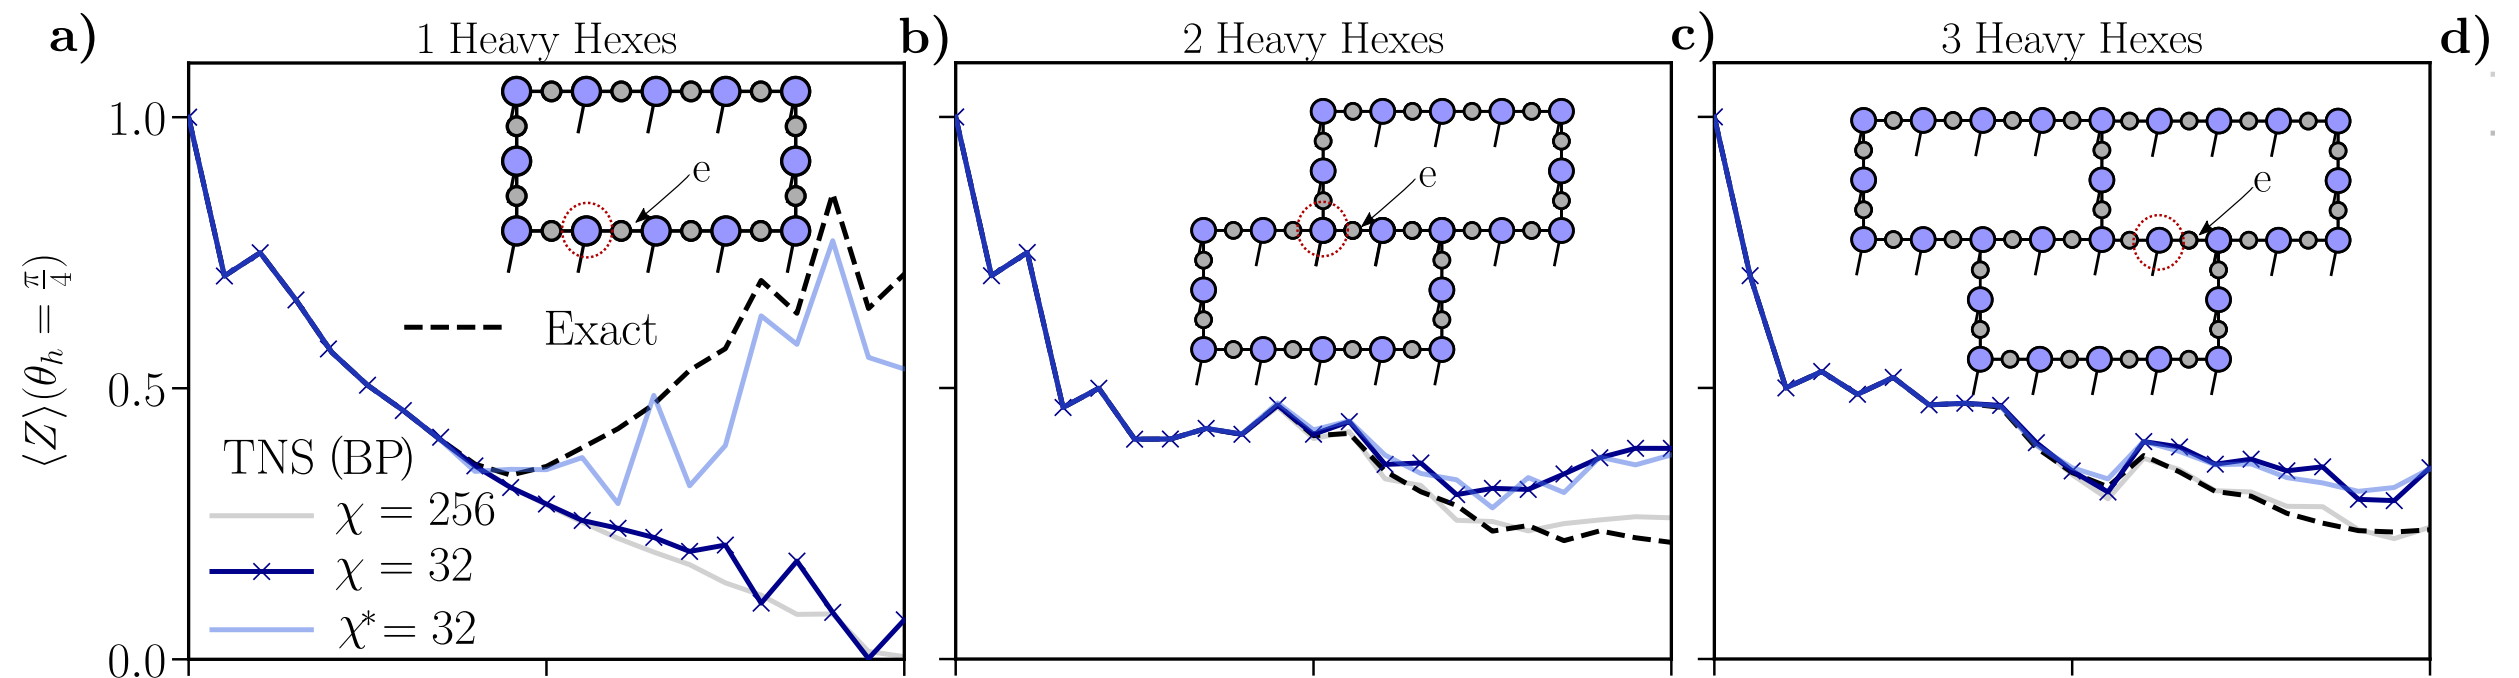 a)
1 Heavy Hexes
b)
2 Heavy Hexes
c)
3 Heavy Hexes
d)
1.0
0.5
0.0
⟨Z⟩(θ_h = π/4)
e
Exact
TNS (BP)
χ = 256
χ = 32
χ* = 32
e
e